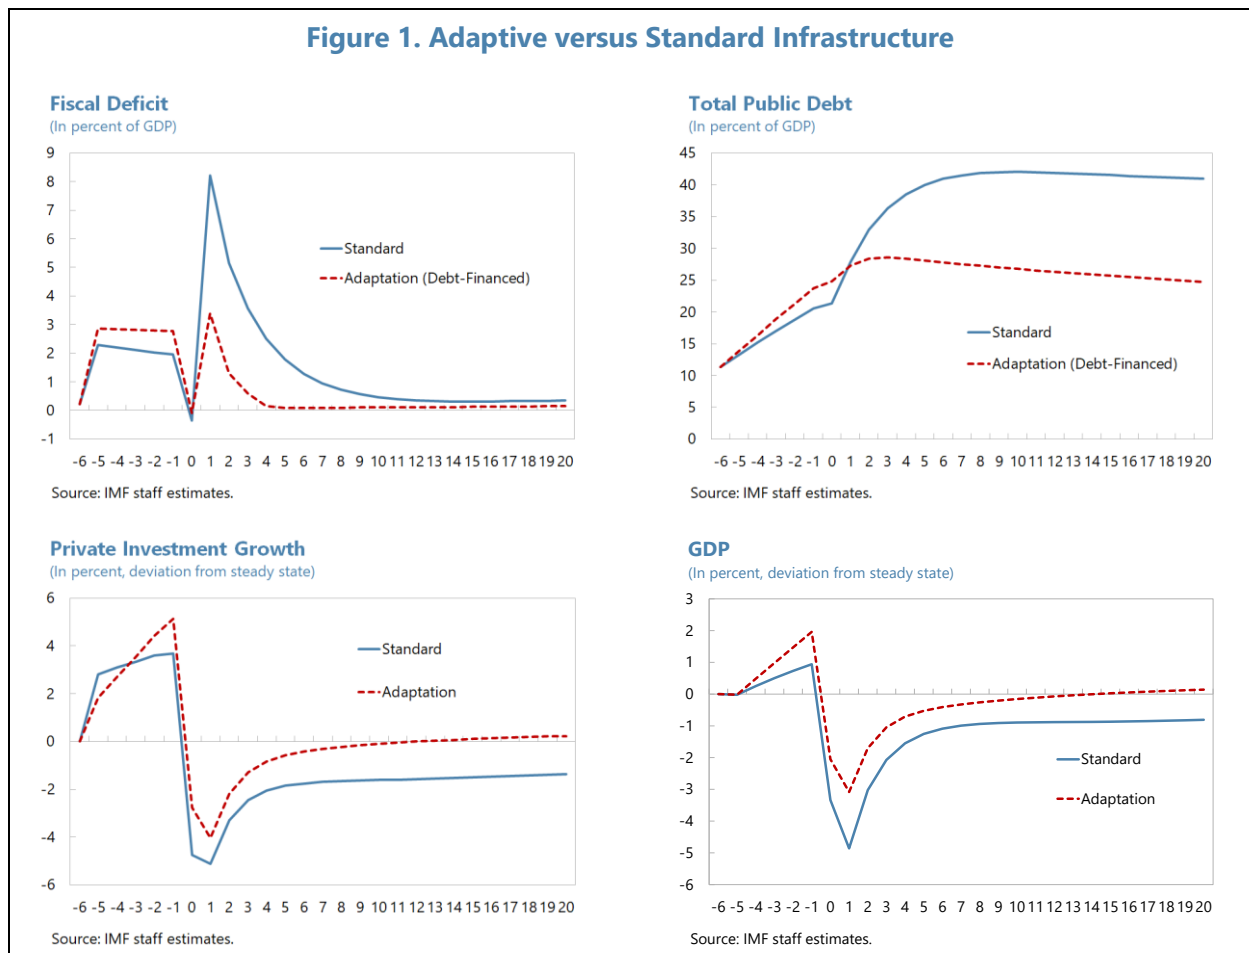 Figure 1. Adaptive versus Standard Infrastructure
Fiscal Deficit
(In percent of GDP)
9
8
7
6
5
4
3
2
1
0
-1
Standard
Adaptation (Debt-Financed)
-6 -5 -4 -3 -2 -1 0 1 2 3 4 5 6 7 8 9 10 11 12 13 14 15 16 17 18 19 20
Source: IMF staff estimates.
Total Public Debt
(In percent of GDP)
45
40
35
30
25
20
15
10
5
0
Standard
Adaptation (Debt-Financed)
-6 -5 -4 -3 -2 -1 0 1 2 3 4 5 6 7 8 9 10 11 12 13 14 15 16 17 18 19 20
Source: IMF staff estimates.
Private Investment Growth
(In percent, deviation from steady state)
6
4
2
0
-2
-4
-6
Standard
Adaptation
-6 -5 -4 -3 -2 -1 0 1 2 3 4 5 6 7 8 9 10 11 12 13 14 15 16 17 18 19 20
Source: IMF staff estimates.
GDP
(In percent, deviation from steady state)
3
2
1
0
-1
-2
-3
-4
-5
-6
Standard
Adaptation
-6 -5 -4 -3 -2 -1 0 1 2 3 4 5 6 7 8 9 10 11 12 13 14 15 16 17 18 19 20
Source: IMF staff estimates.